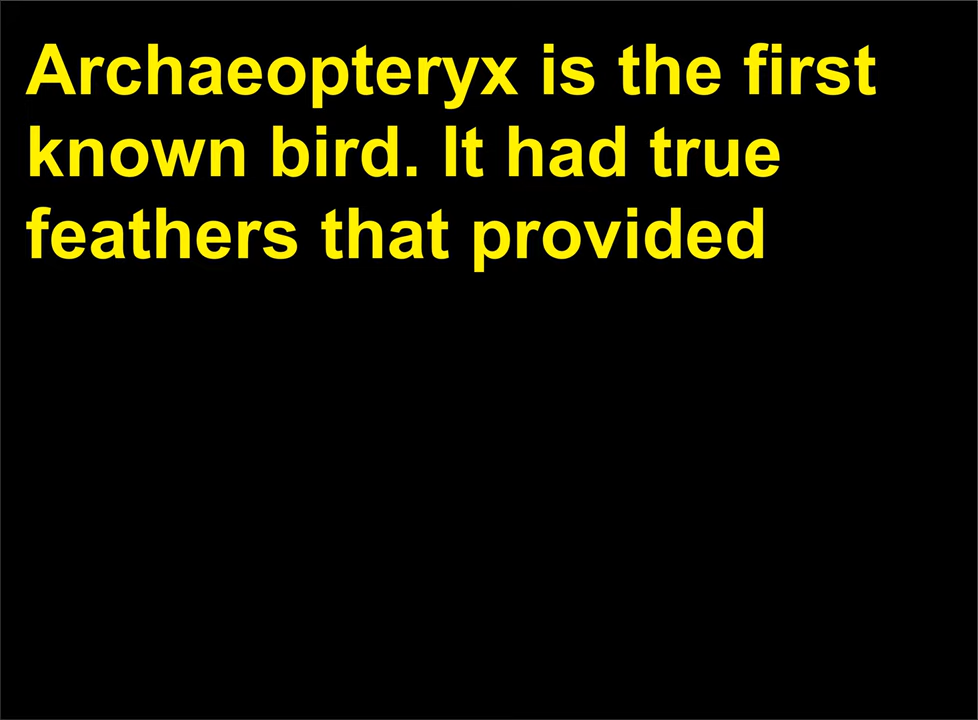 Archaeopteryx is the first
known bird. It had true
feathers that provided